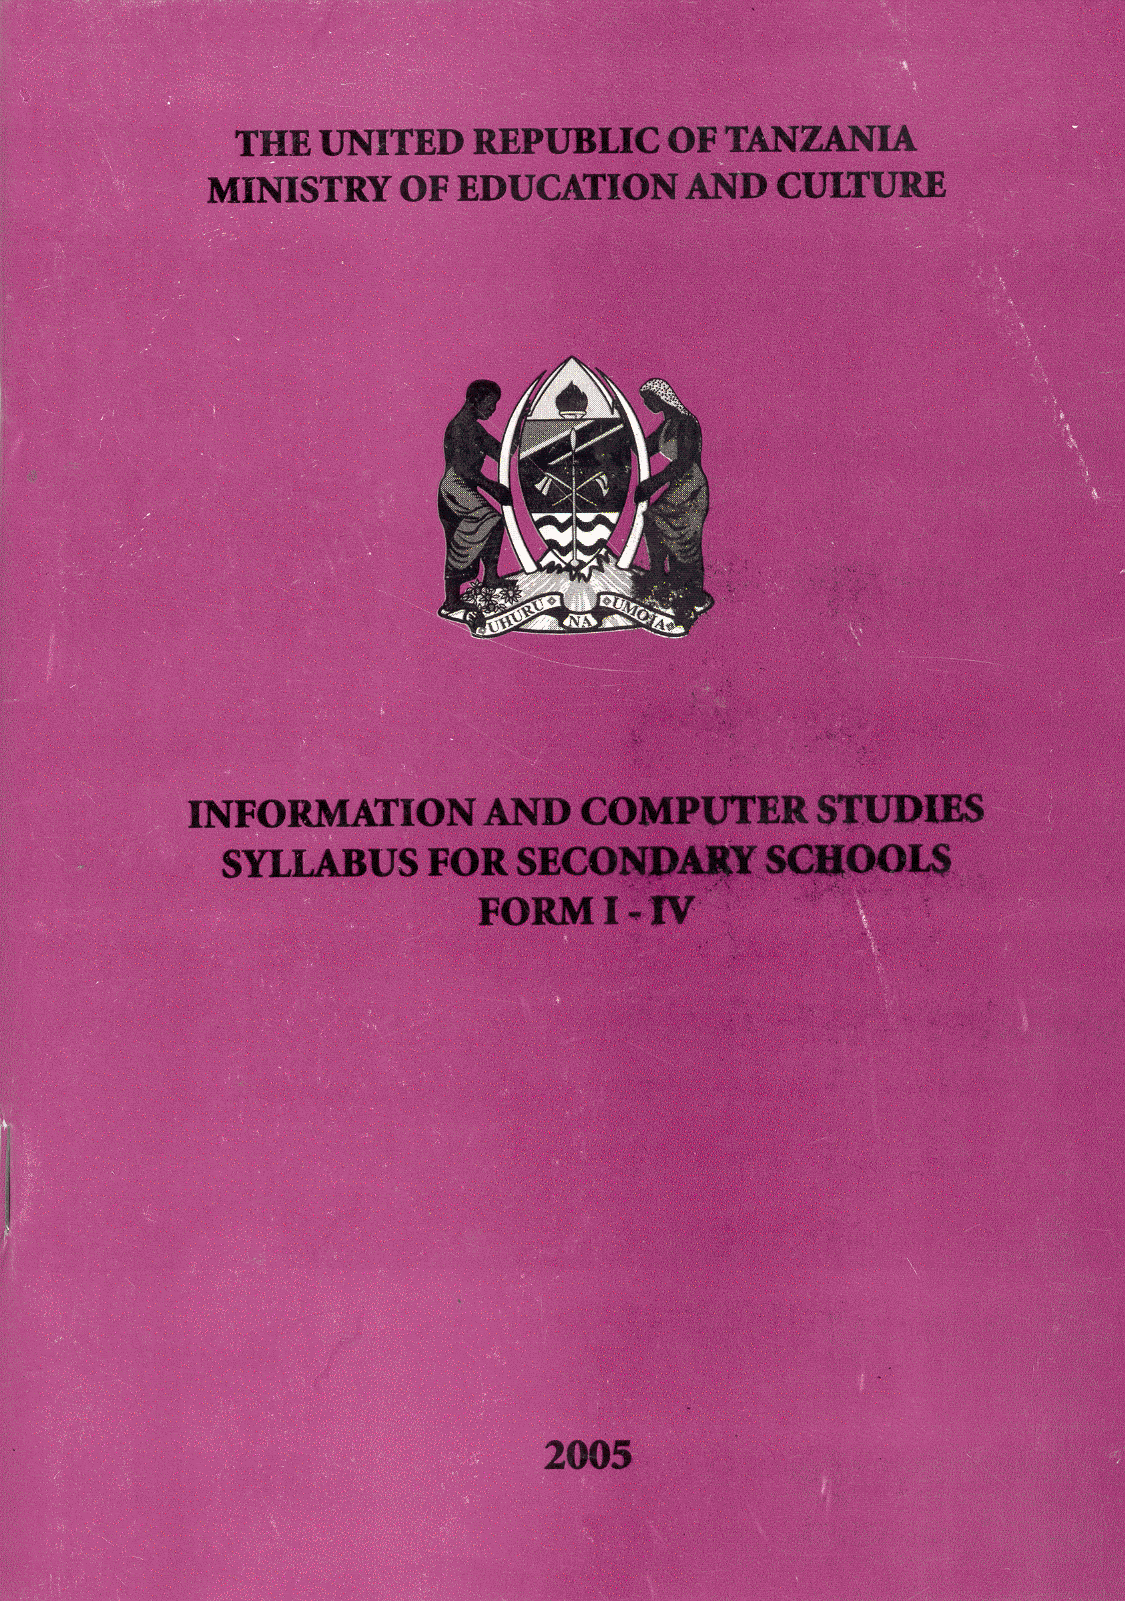 THE UNITED REPUBLIC OF TANZANIA
MINISTRY OF EDUCATION AND CULTURE
UHURU NA UMOJA
INFORMATION AND COMPUTER STUDIES
SYLLABUS FOR SECONDARY SCHOOLS
FORM I - IV
2005